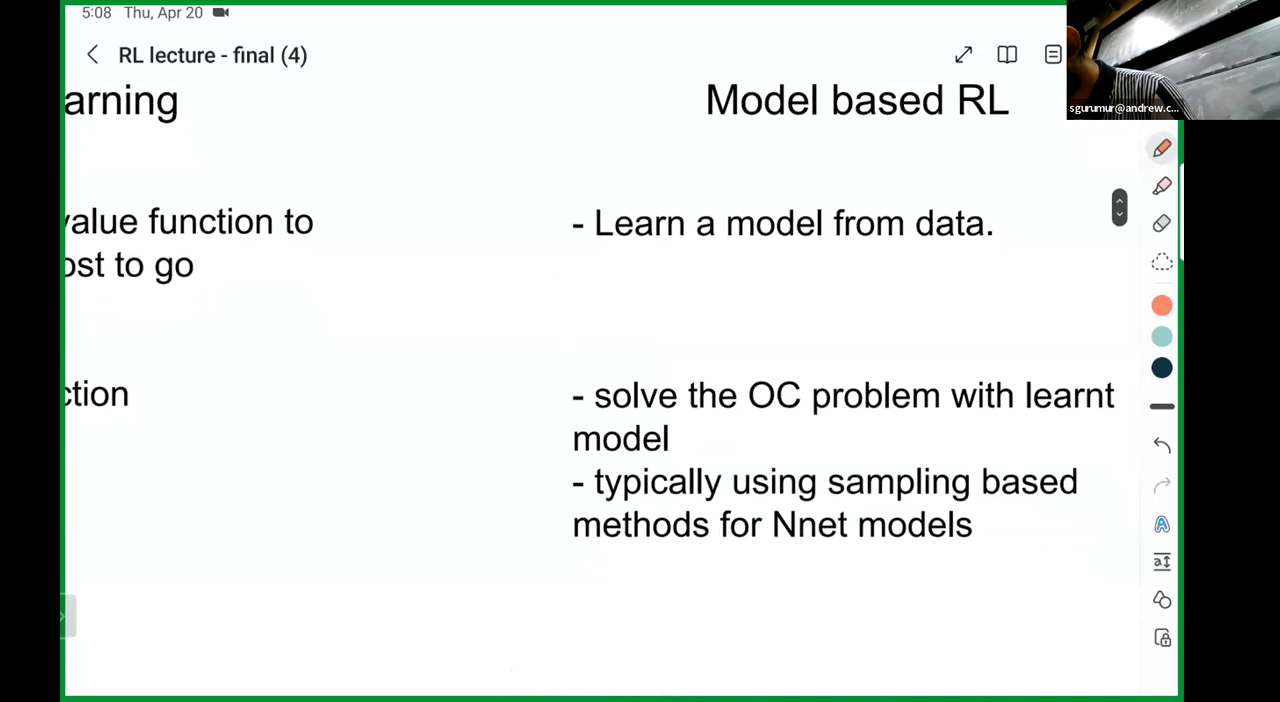 5:08 Thu, Apr 20
RL lecture - final (4)
sgurumur@andrew.c...
arning
Model based RL
value function to
ost to go
- Learn a model from data.
ction
- solve the OC problem with learnt
model
- typically using sampling based
methods for Nnet models